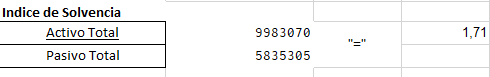 Indice de Solvencia
Activo Total 9983070 "=" 1,71
Pasivo Total 5835305